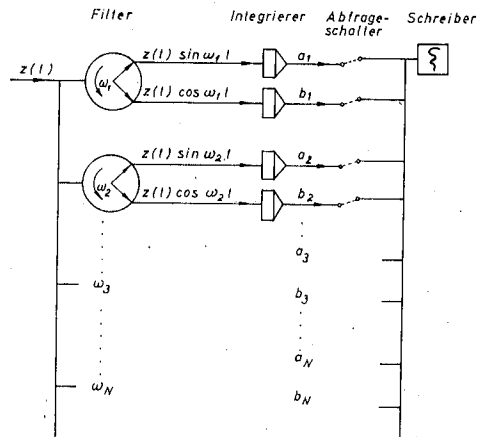 Filter
Integrierer
Abfrage-
schalter
Schreiber
z(t)
ω1
z(t) sin ω1 t
a1
z(t) cos ω1 t
b1
ω2
z(t) sin ω2 t
a2
z(t) cos ω2 t
b2
a3
ω3
b3
aN
ωN
bN